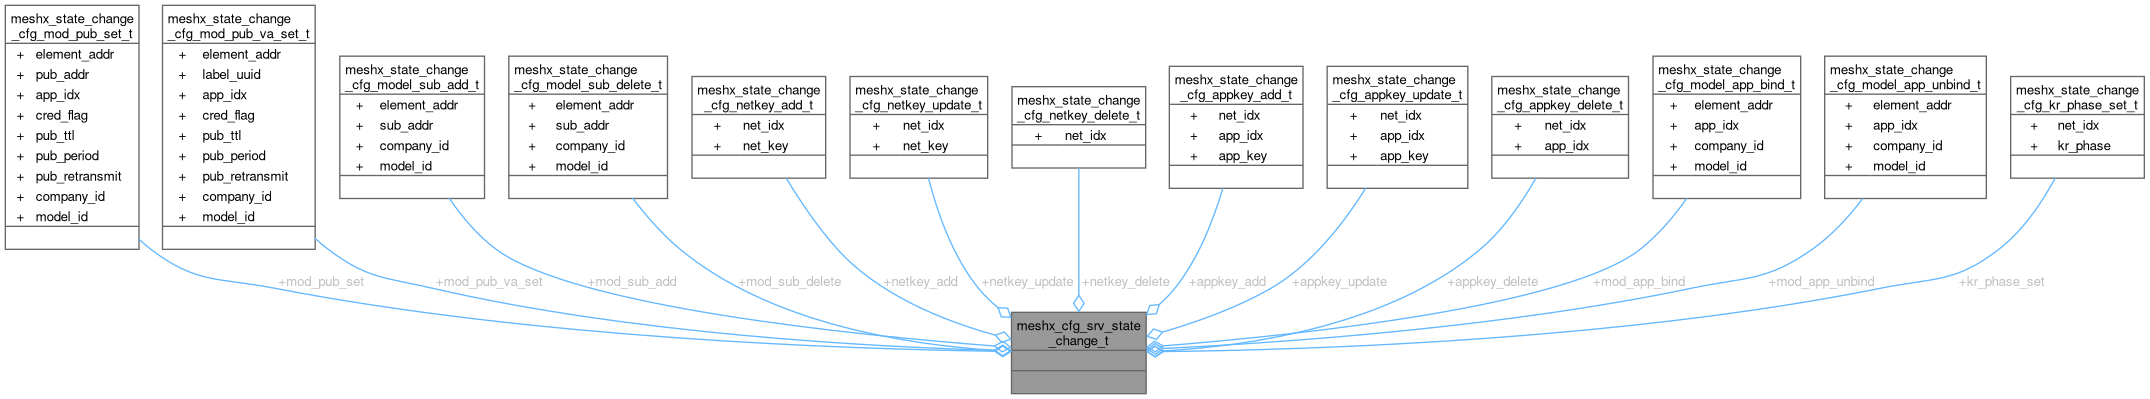 meshx_state_change
_cfg_mod_pub_set_t
+ element_addr
+ pub_addr
+ app_idx
+ cred_flag
+ pub_ttl
+ pub_period
+ pub_retransmit
+ company_id
+ model_id
meshx_state_change
_cfg_mod_pub_va_set_t
+ element_addr
+ label_uuid
+ app_idx
+ cred_flag
+ pub_ttl
+ pub_period
+ pub_retransmit
+ company_id
+ model_id
meshx_state_change
_cfg_model_sub_add_t
+ element_addr
+ sub_addr
+ company_id
+ model_id
meshx_state_change
_cfg_model_sub_delete_t
+ element_addr
+ sub_addr
+ company_id
+ model_id
meshx_state_change
_cfg_netkey_add_t
+ net_idx
+ net_key
meshx_state_change
_cfg_netkey_update_t
+ net_idx
+ net_key
meshx_state_change
_cfg_netkey_delete_t
+ net_idx
meshx_state_change
_cfg_appkey_add_t
+ net_idx
+ app_idx
+ app_key
meshx_state_change
_cfg_appkey_update_t
+ net_idx
+ app_idx
+ app_key
meshx_state_change
_cfg_appkey_delete_t
+ net_idx
+ app_idx
meshx_state_change
_cfg_model_app_bind_t
+ element_addr
+ app_idx
+ company_id
+ model_id
meshx_state_change
_cfg_model_app_unbind_t
+ element_addr
+ app_idx
+ company_id
+ model_id
meshx_state_change
_cfg_kr_phase_set_t
+ net_idx
+ kr_phase
+mod_pub_set
+mod_pub_va_set
+mod_sub_add
+mod_sub_delete
+netkey_add
+netkey_update
+netkey_delete
+appkey_add
+appkey_update
+appkey_delete
+mod_app_bind
+mod_app_unbind
+kr_phase_set
meshx_cfg_srv_state
_change_t